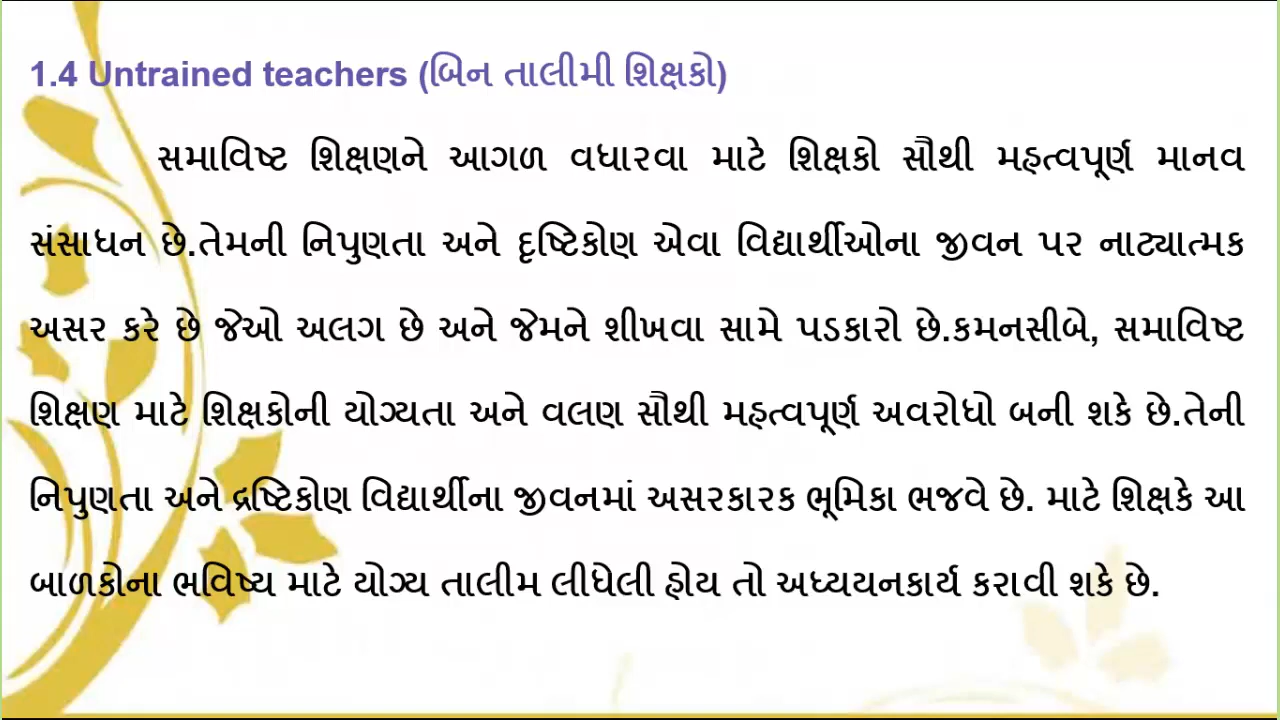 1.4 Untrained teachers (બિન તાલીમી શિક્ષકો)
સમાવિષ્ટ શિક્ષણને આગળ વધારવા માટે શિક્ષકો સૌથી મહત્વપૂર્ણ માનવ
સંસાધન છે.તેમની નિપુણતા અને દૃષ્ટિકોણ એવા વિદ્યાર્થીઓના જીવન પર નાટ્યાત્મક
અસર કરે છે જેઓ અલગ છે અને જેમને શીખવા સામે પડકારો છે.કમનસીબે, સમાવિષ્ટ
શિક્ષણ માટે શિક્ષકોની યોગ્યતા અને વલણ સૌથી મહત્વપૂર્ણ અવરોધો બની શકે છે.તેની
નિપુણતા અને દ્રષ્ટિકોણ વિદ્યાર્થીના જીવનમાં અસરકારક ભૂમિકા ભજવે છે. માટે શિક્ષકે આ
બાળકોના ભવિષ્ય માટે યોગ્ય તાલીમ લીધેલી હોય તો અધ્યયનકાર્ય કરાવી શકે છે.